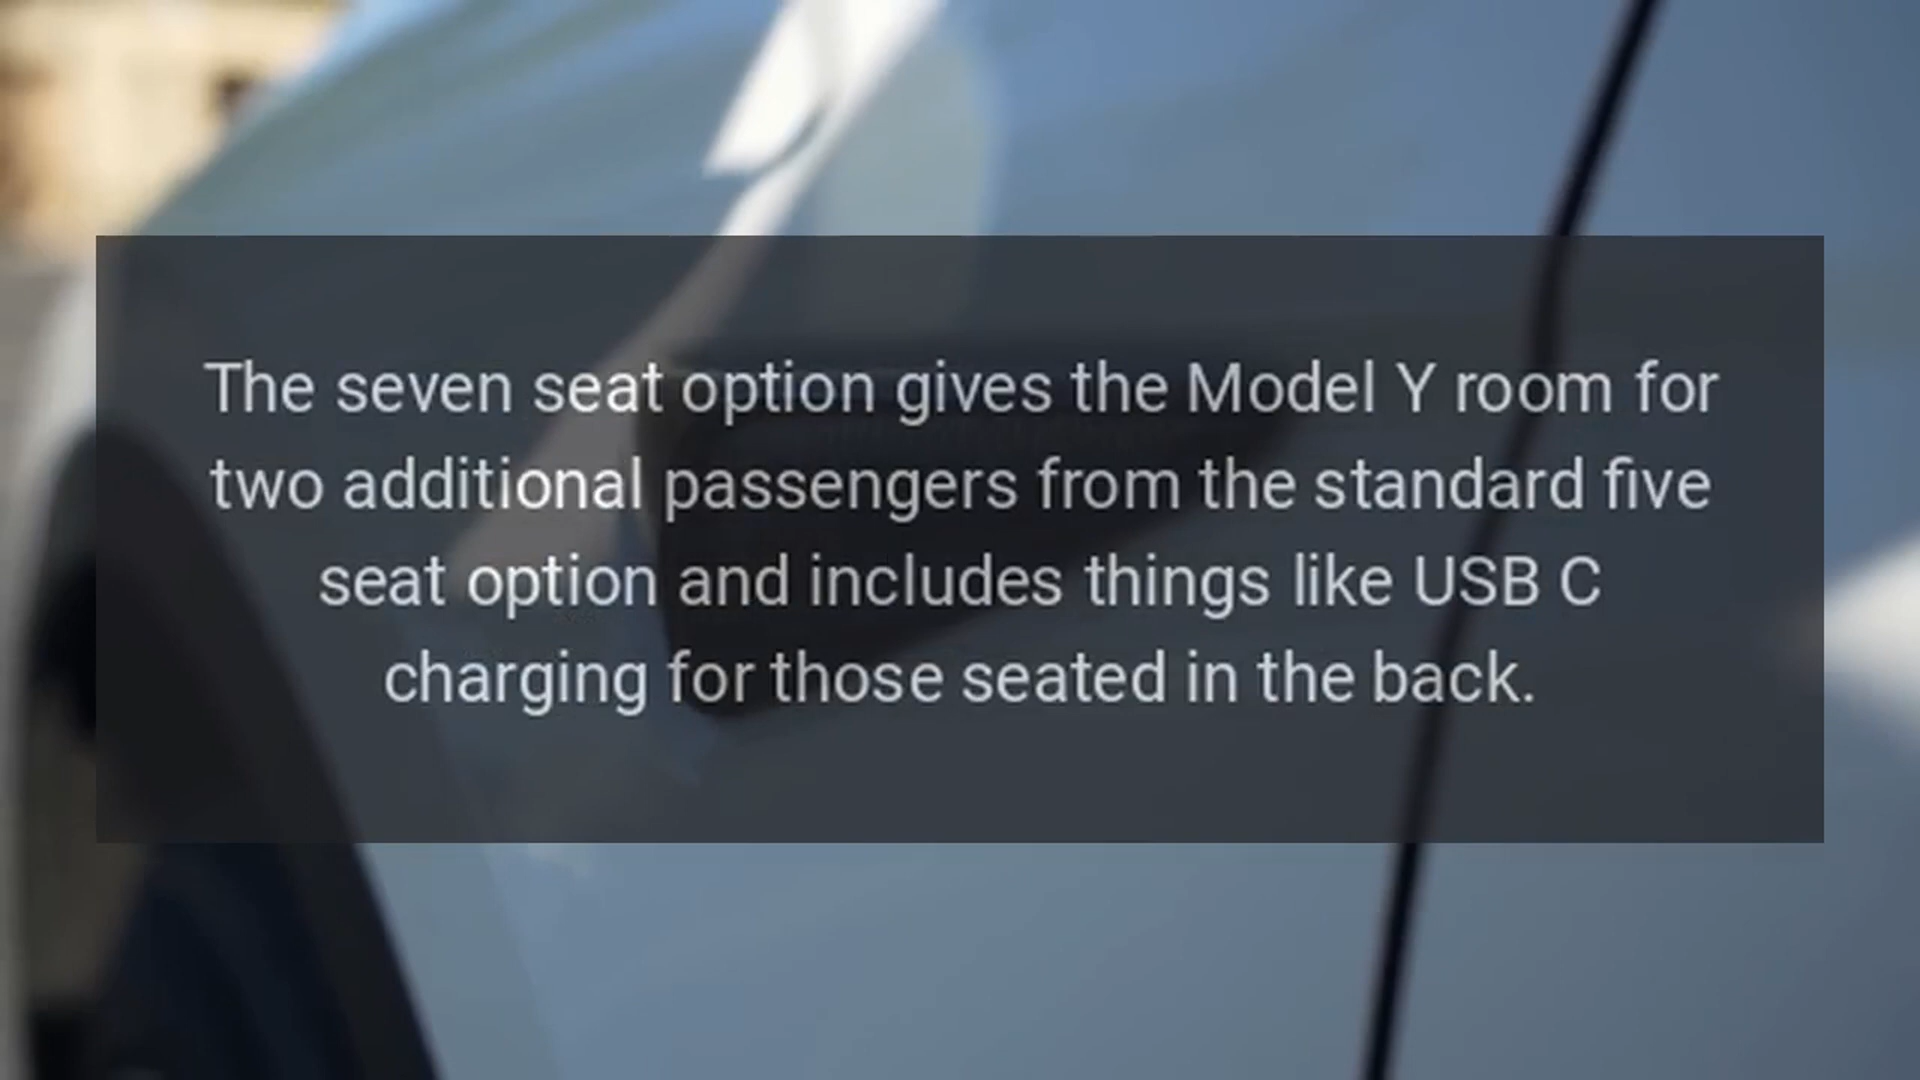 The seven seat option gives the Model Y room for
two additional passengers from the standard five
seat option and includes things like USB C
charging for those seated in the back.